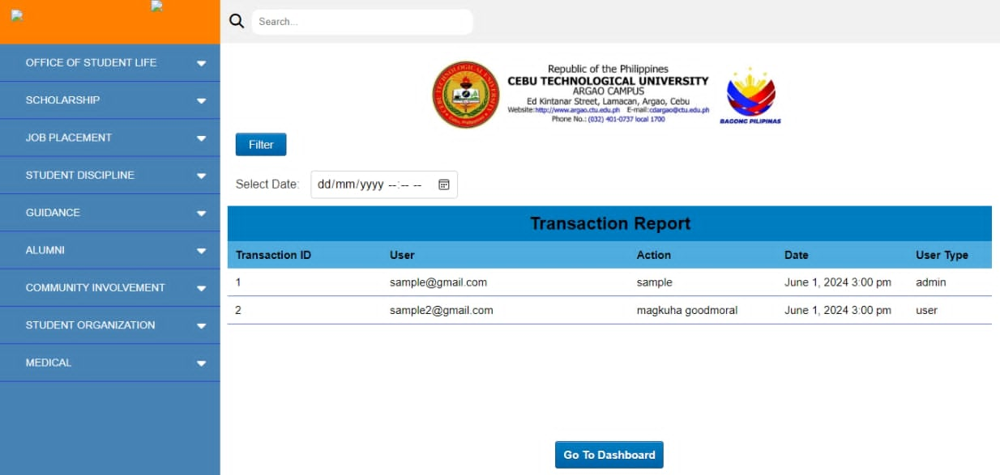 Search...
OFFICE OF STUDENT LIFE
SCHOLARSHIP
JOB PLACEMENT
STUDENT DISCIPLINE
GUIDANCE
ALUMNI
COMMUNITY INVOLVEMENT
STUDENT ORGANIZATION
MEDICAL
Republic of the Philippines
CEBU TECHNOLOGICAL UNIVERSITY
ARGAO CAMPUS
Ed Kintanar Street, Lamacan, Argao, Cebu
Website:http://www.argao.ctu.edu.ph E-mail:cdargao@ctu.edu.ph
Phone No.: (032) 401-0737 local 1700
CEBU TECHNOLOGICAL UNIVERSITY
BAGONG PILIPINAS
Filter
Select Date: dd/mm/yyyy --:-- --
Transaction Report
Transaction ID User Action Date User Type
1 sample@gmail.com sample June 1, 2024 3:00 pm admin
2 sample2@gmail.com magkuha goodmoral June 1, 2024 3:00 pm user
Go To Dashboard